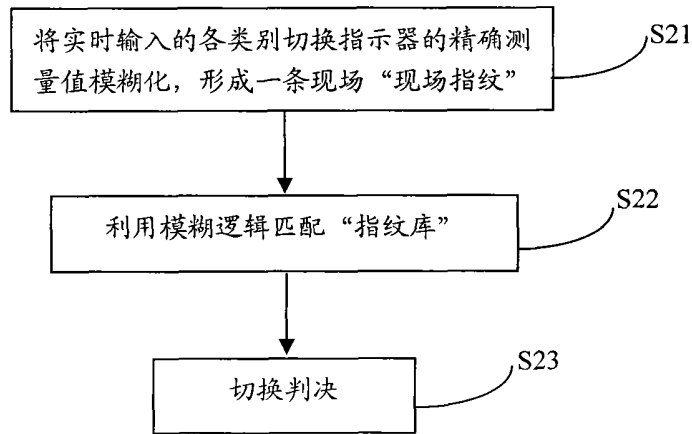 将实时输入的各类别切换指示器的精确测
量值模糊化，形成一条现场“现场指纹”
S21
利用模糊逻辑匹配“指纹库”
S22
切换判决
S23